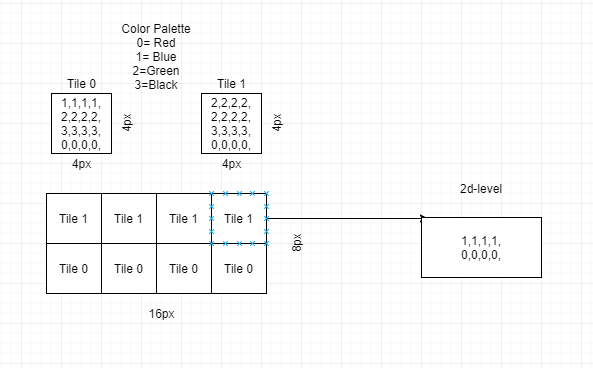 Color Palette
0= Red
1= Blue
2=Green
3=Black
Tile 0
Tile 1
1,1,1,1,
2,2,2,2,
3,3,3,3,
0,0,0,0,
4px
4px
2,2,2,2,
2,2,2,2,
3,3,3,3,
0,0,0,0,
4px
4px
Tile 1 Tile 1 Tile 1 Tile 1
Tile 0 Tile 0 Tile 0 Tile 0
8px
16px
2d-level
1,1,1,1,
0,0,0,0,